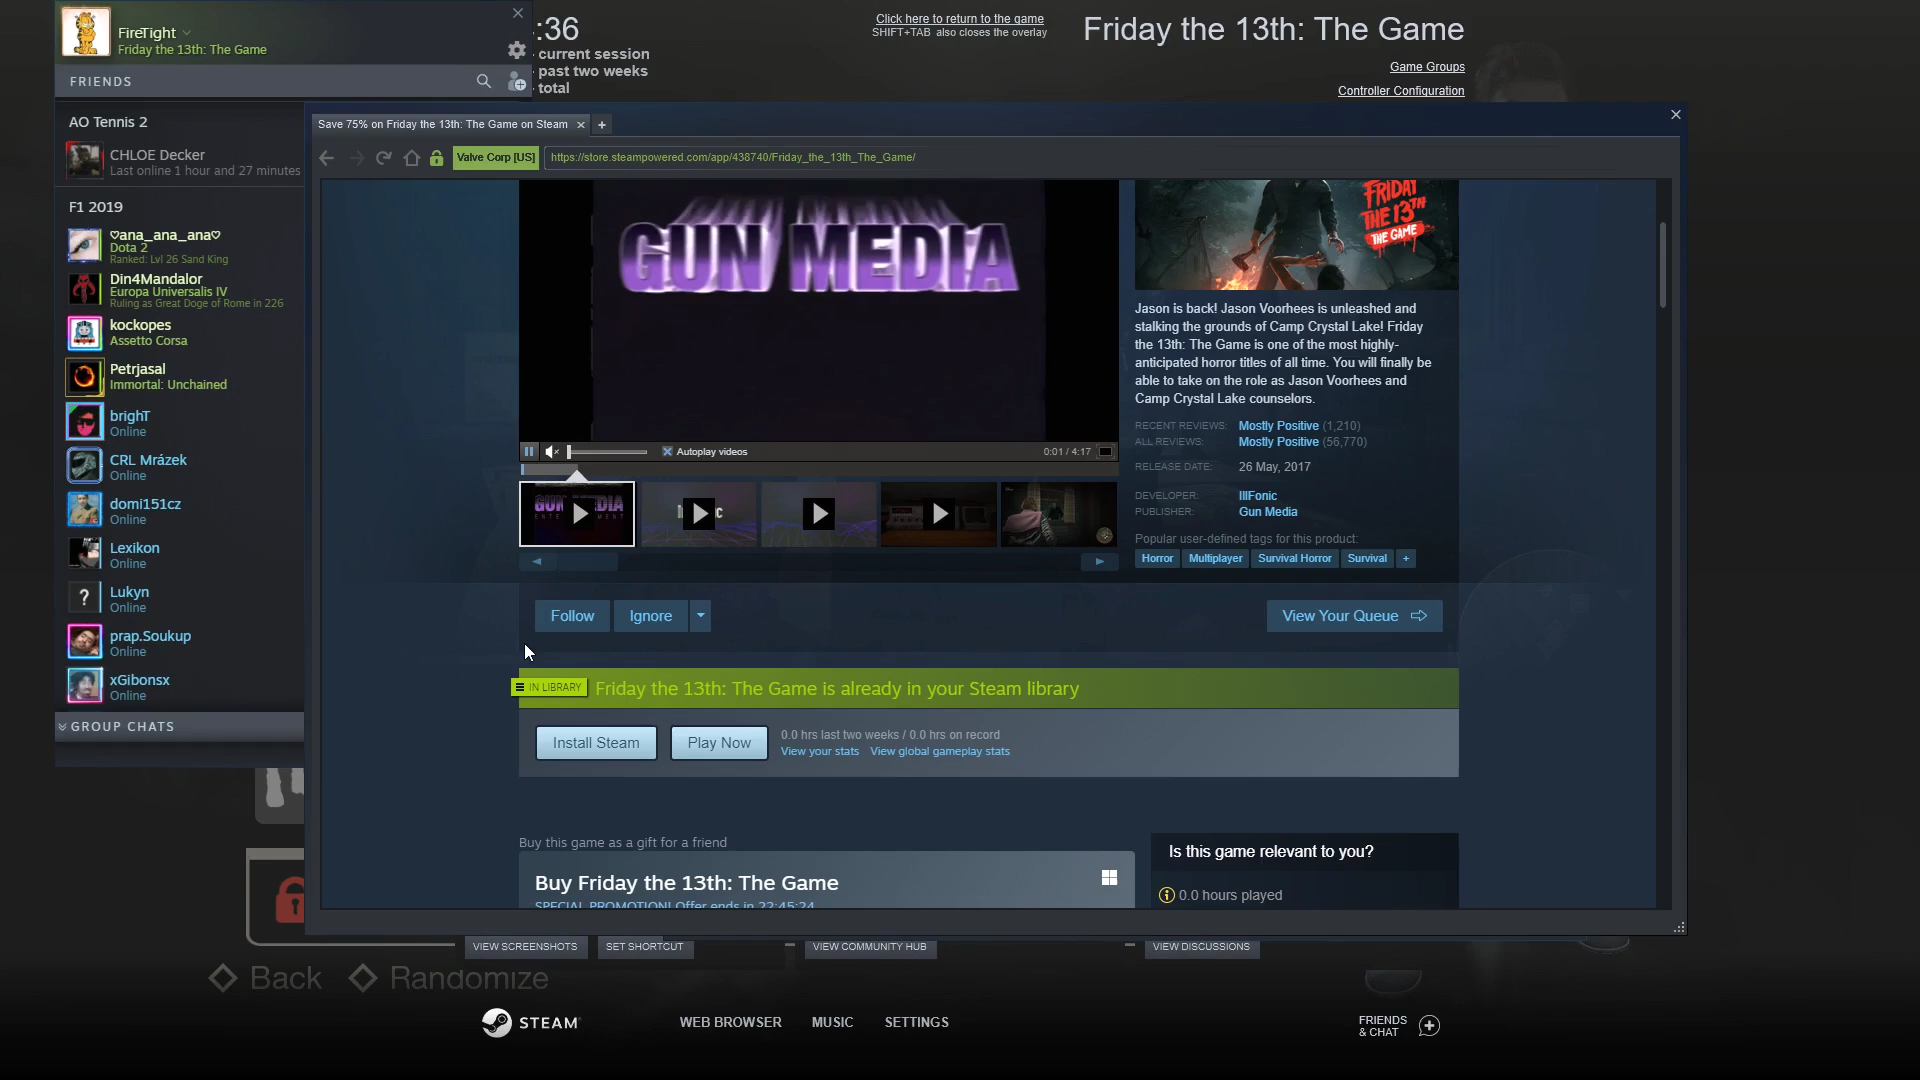 FireTight
Friday the 13th: The Game
FRIENDS
AO Tennis 2
CHLOE Decker
Last online 1 hour and 27 minutes
F1 2019
♡ana_ana_ana♡
Dota 2
Ranked: Lvl 26 Sand King
Din4Mandalor
Europa Universalis IV
Ruling as Great Doge of Rome in 226
kockopes
Assetto Corsa
Petrjasal
Immortal: Unchained
brighT
Online
CRL Mrázek
Online
domi151cz
Online
Lexikon
Online
?
Lukyn
Online
prap.Soukup
Online
xGibonsx
Online
GROUP CHATS
:36
- current session
- past two weeks
- total
Click here to return to the game
SHIFT+TAB also closes the overlay
Friday the 13th: The Game
Game Groups
Controller Configuration
Save 75% on Friday the 13th: The Game on Steam
Valve Corp [US]
https://store.steampowered.com/app/438740/Friday_the_13th_The_Game/
GUN MEDIA
FRIDAY
THE 13TH
THE GAME
Jason is back! Jason Voorhees is unleashed and
stalking the grounds of Camp Crystal Lake! Friday
the 13th: The Game is one of the most highly-
anticipated horror titles of all time. You will finally be
able to take on the role as Jason Voorhees and
Camp Crystal Lake counselors.
RECENT REVIEWS: Mostly Positive (1,210)
ALL REVIEWS: Mostly Positive (56,770)
RELEASE DATE: 26 May, 2017
DEVELOPER: IllFonic
PUBLISHER: Gun Media
Popular user-defined tags for this product:
Horror Multiplayer Survival Horror Survival +
Autoplay videos
0:01 / 4:17
Follow
Ignore
View Your Queue
IN LIBRARY
Friday the 13th: The Game is already in your Steam library
Install Steam
Play Now
0.0 hrs last two weeks / 0.0 hrs on record
View your stats View global gameplay stats
Buy this game as a gift for a friend
Buy Friday the 13th: The Game
SPECIAL PROMOTION! Offer ends in 22:45:24
Is this game relevant to you?
0.0 hours played
VIEW SCREENSHOTS
SET SHORTCUT
VIEW COMMUNITY HUB
VIEW DISCUSSIONS
Back
Randomize
STEAM
WEB BROWSER
MUSIC
SETTINGS
FRIENDS
& CHAT